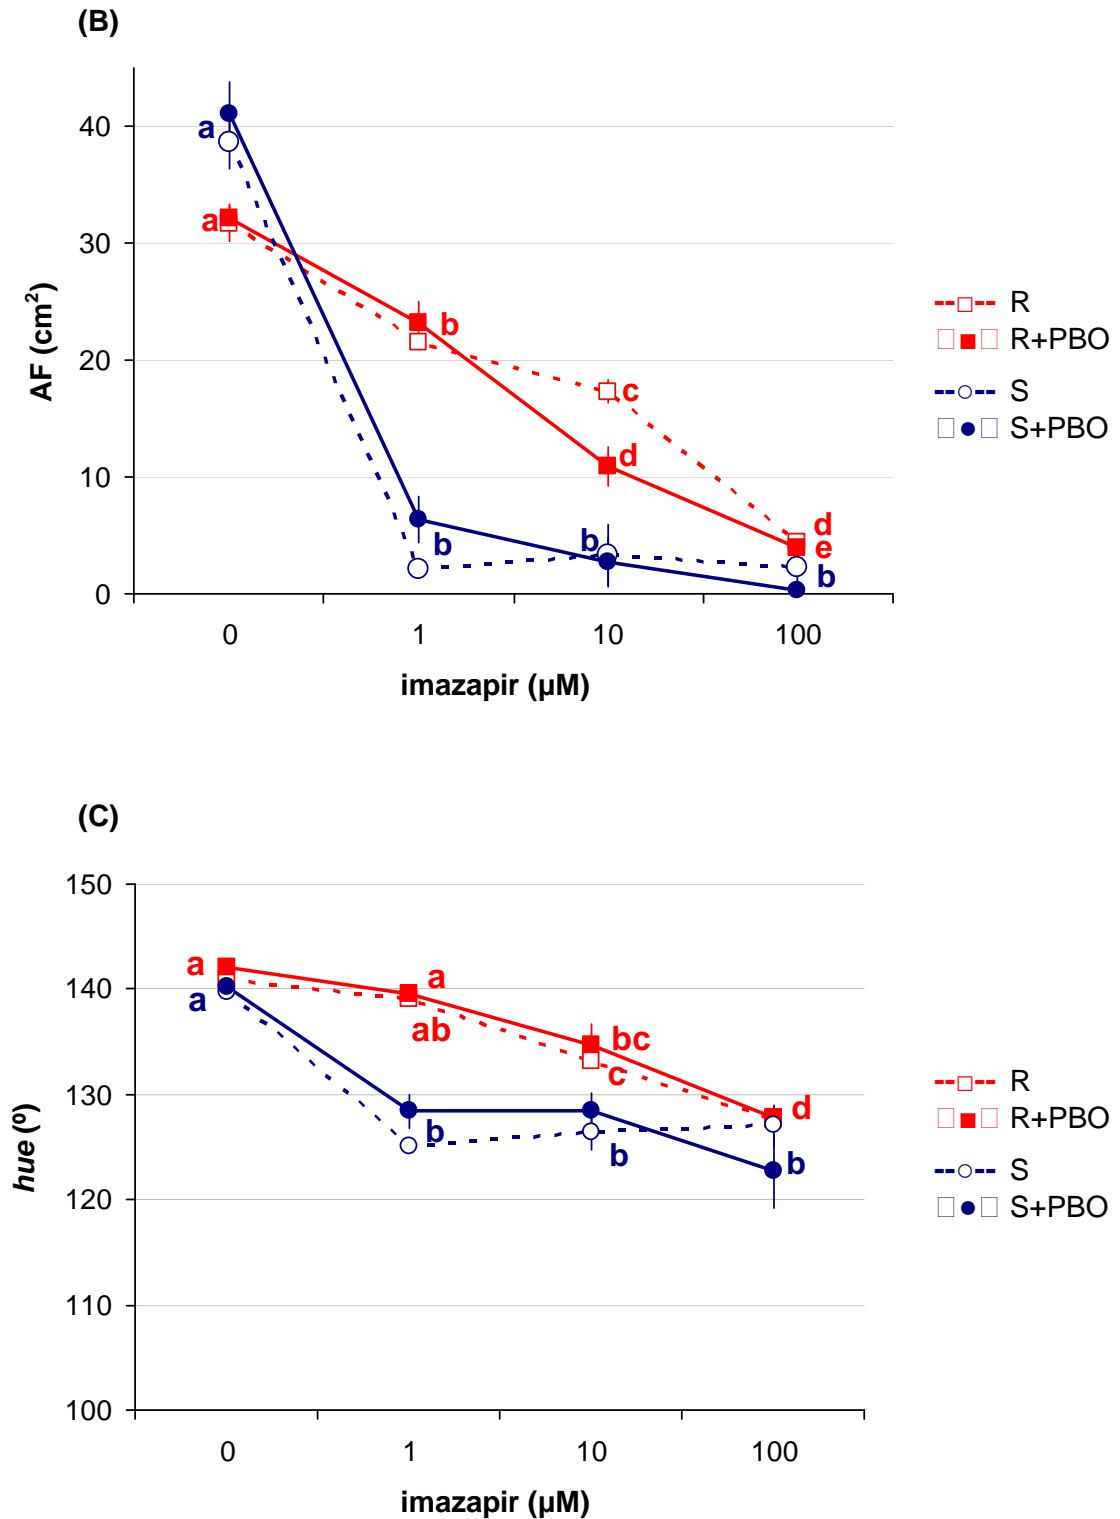 (B)
AF (cm²)
40
30
20
10
0
a
a
b
b
c
d
b
d
e
b
0 1 10 100
imazapir (µM)
R
R+PBO
S
S+PBO
(C)
hue (º)
150
140
130
120
110
100
a
a
a
ab
bc
c
d
b
b
b
0 1 10 100
imazapir (µM)
R
R+PBO
S
S+PBO